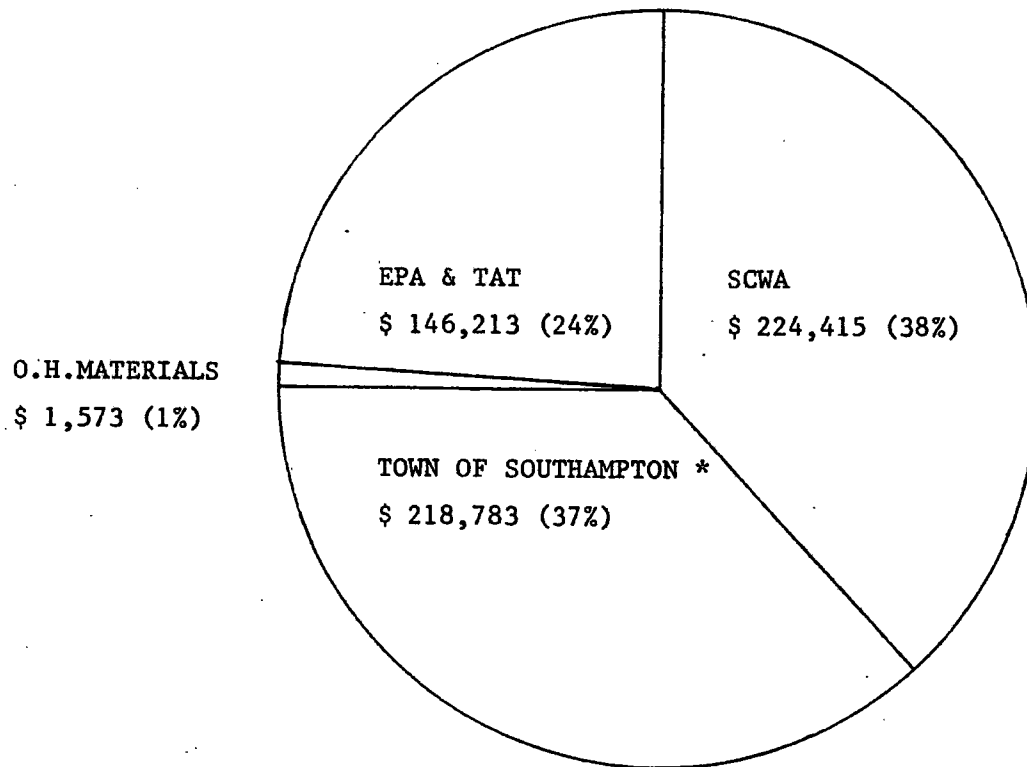 EPA & TAT
$ 146,213 (24%)
SCWA
$ 224,415 (38%)
O.H.MATERIALS
$ 1,573 (1%)
TOWN OF SOUTHAMPTON *
$ 218,783 (37%)